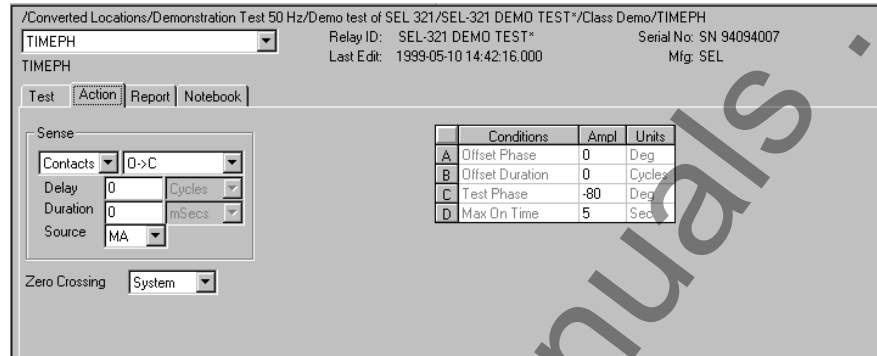 /Converted Locations/Demonstration Test 50 Hz/Demo test of SEL 321/SEL-321 DEMO TEST*/Class Demo/TIMEPH
TIMEPH
Relay ID: SEL-321 DEMO TEST*
Serial No: SN 94094007
Last Edit: 1999-05-10 14:42:16.000
Mfg: SEL
TIMEPH
Test Action Report Notebook
Sense
Contacts O->C
Delay 0 Cycles
Duration 0 mSecs
Source MA
Zero Crossing System
Conditions Ampl Units
A Offset Phase 0 Deg
B Offset Duration 0 Cycles
C Test Phase -80 Deg
D Max On Time 5 Sec
nuals .